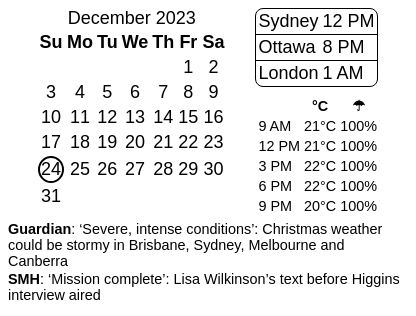 December 2023
Su Mo Tu We Th Fr Sa
1 2
3 4 5 6 7 8 9
10 11 12 13 14 15 16
17 18 19 20 21 22 23
24 25 26 27 28 29 30
31
Sydney 12 PM
Ottawa 8 PM
London 1 AM
°C ☂
9 AM 21°C 100%
12 PM 21°C 100%
3 PM 22°C 100%
6 PM 22°C 100%
9 PM 20°C 100%
Guardian: ‘Severe, intense conditions’: Christmas weather
could be stormy in Brisbane, Sydney, Melbourne and
Canberra
SMH: ‘Mission complete’: Lisa Wilkinson’s text before Higgins
interview aired